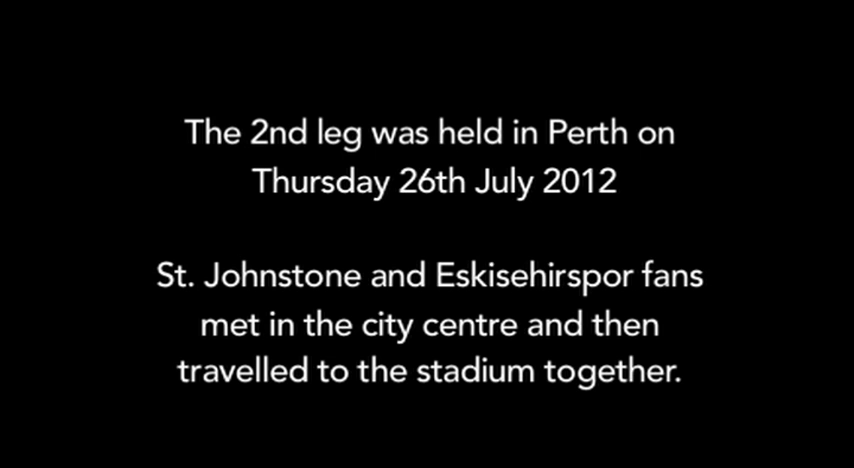 The 2nd leg was held in Perth on
Thursday 26th July 2012
St. Johnstone and Eskisehirspor fans
met in the city centre and then
travelled to the stadium together.